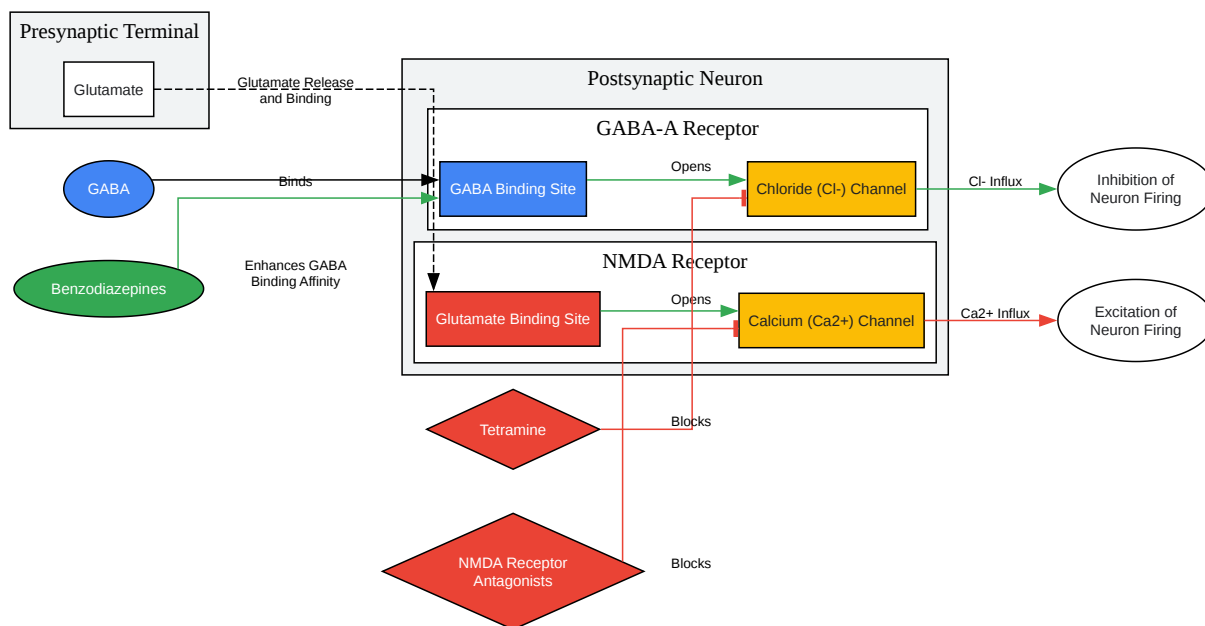 Presynaptic Terminal
Glutamate
Glutamate Release
and Binding
Postsynaptic Neuron
GABA-A Receptor
GABA
Binds
GABA Binding Site
Opens
Chloride (Cl-) Channel
Cl- Influx
Inhibition of
Neuron Firing
Benzodiazepines
Enhances GABA
Binding Affinity
NMDA Receptor
Glutamate Binding Site
Opens
Calcium (Ca2+) Channel
Ca2+ Influx
Excitation of
Neuron Firing
Tetramine
Blocks
NMDA Receptor
Antagonists
Blocks